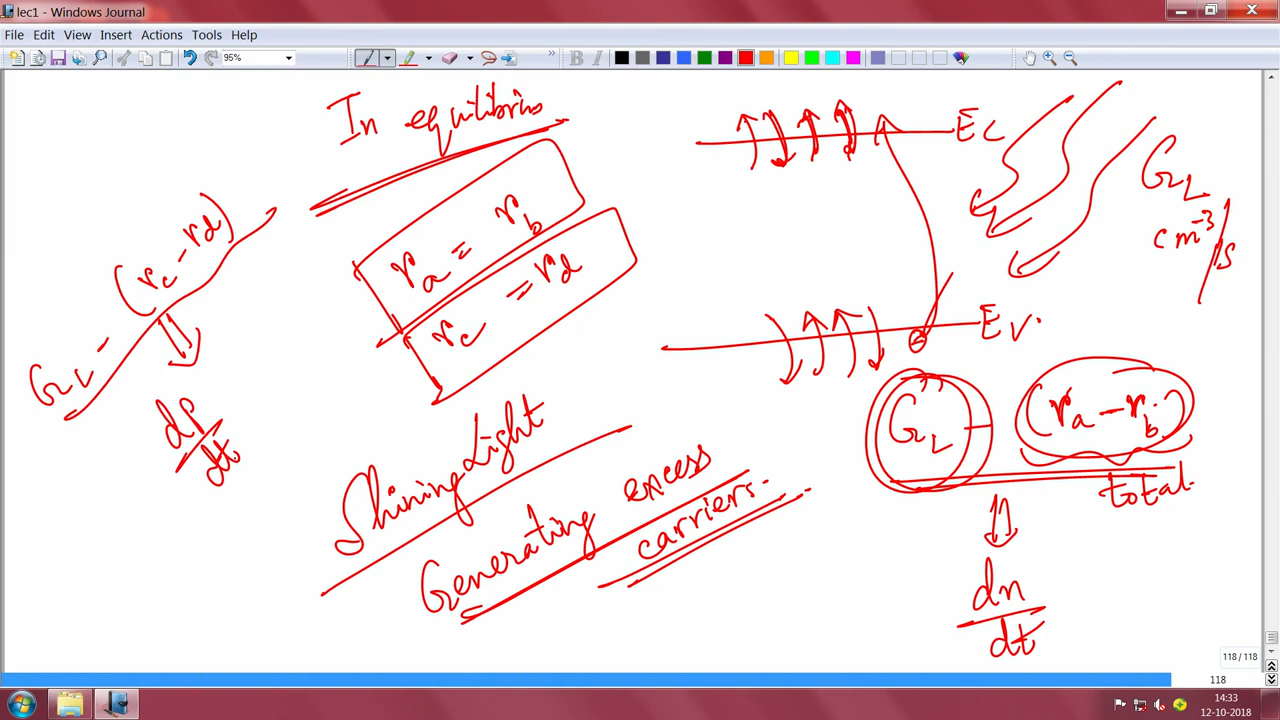 lec1 - Windows Journal
File Edit View Insert Actions Tools Help
95%
In equilibrio
EC
GL
cm⁻³/s
(rc - rd)
GL -
ra = rb
rc = rd
EV
dp/dt
GL - (ra - rb)
total
Shining Light
Generating excess
carriers.
dn/dt
118 / 118
118
14:33
12-10-2018